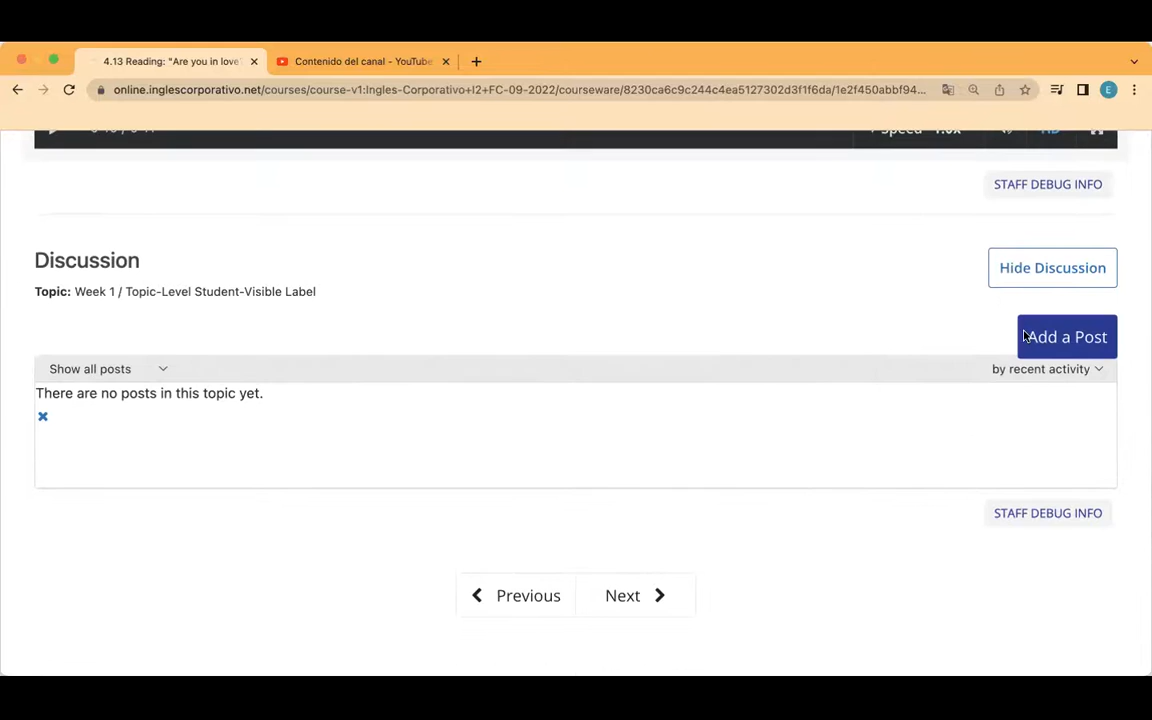 4.13 Reading: "Are you in love"
Contenido del canal - YouTube
online.inglescorporativo.net/courses/course-v1:Ingles-Corporativo+I2+FC-09-2022/courseware/8230ca6c9c244c4ea5127302d3f1f6da/1e2f450abbf94...
E
Speed 1.0x
HD
STAFF DEBUG INFO
Discussion
Hide Discussion
Topic: Week 1 / Topic-Level Student-Visible Label
Add a Post
Show all posts
by recent activity
There are no posts in this topic yet.
STAFF DEBUG INFO
Previous
Next